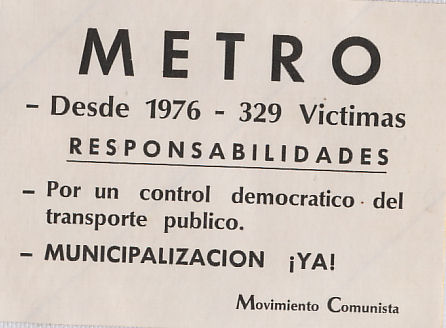 METRO
- Desde 1976 - 329 Victimas
RESPONSABILIDADES
- Por un control democratico del
transporte publico.
- MUNICIPALIZACION ¡YA!
Movimiento Comunista